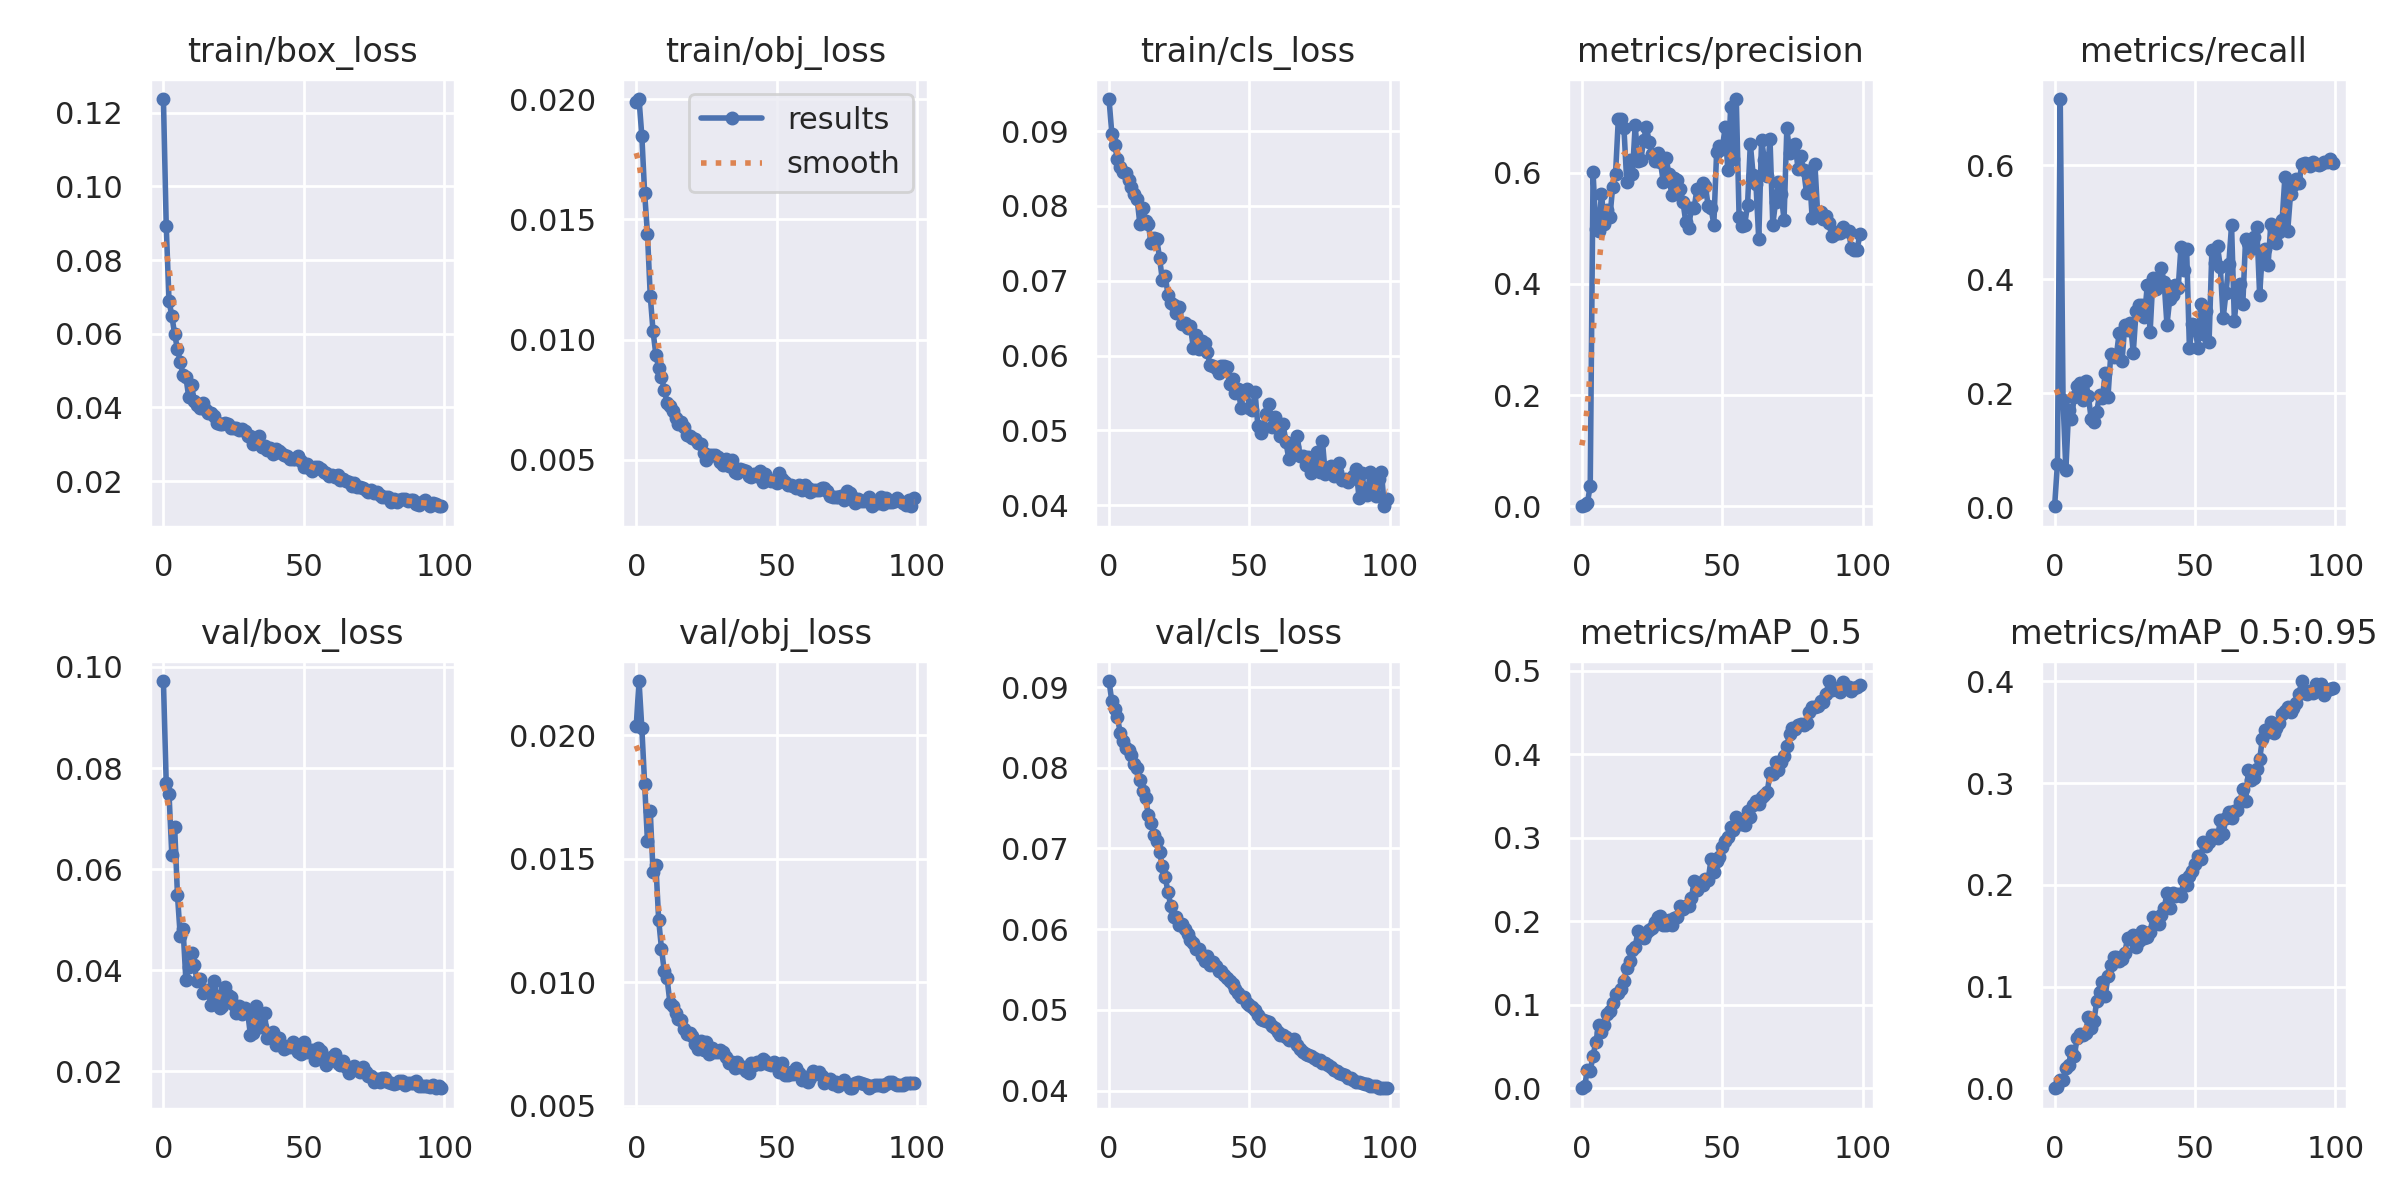 train/box_loss
0.12
0.10
0.08
0.06
0.04
0.02
0 50 100
train/obj_loss
results
smooth
0.020
0.015
0.010
0.005
0 50 100
train/cls_loss
0.09
0.08
0.07
0.06
0.05
0.04
0 50 100
metrics/precision
0.6
0.4
0.2
0.0
0 50 100
metrics/recall
0.6
0.4
0.2
0.0
0 50 100
val/box_loss
0.10
0.08
0.06
0.04
0.02
0 50 100
val/obj_loss
0.020
0.015
0.010
0.005
0 50 100
val/cls_loss
0.09
0.08
0.07
0.06
0.05
0.04
0 50 100
metrics/mAP_0.5
0.5
0.4
0.3
0.2
0.1
0.0
0 50 100
metrics/mAP_0.5:0.95
0.4
0.3
0.2
0.1
0.0
0 50 100